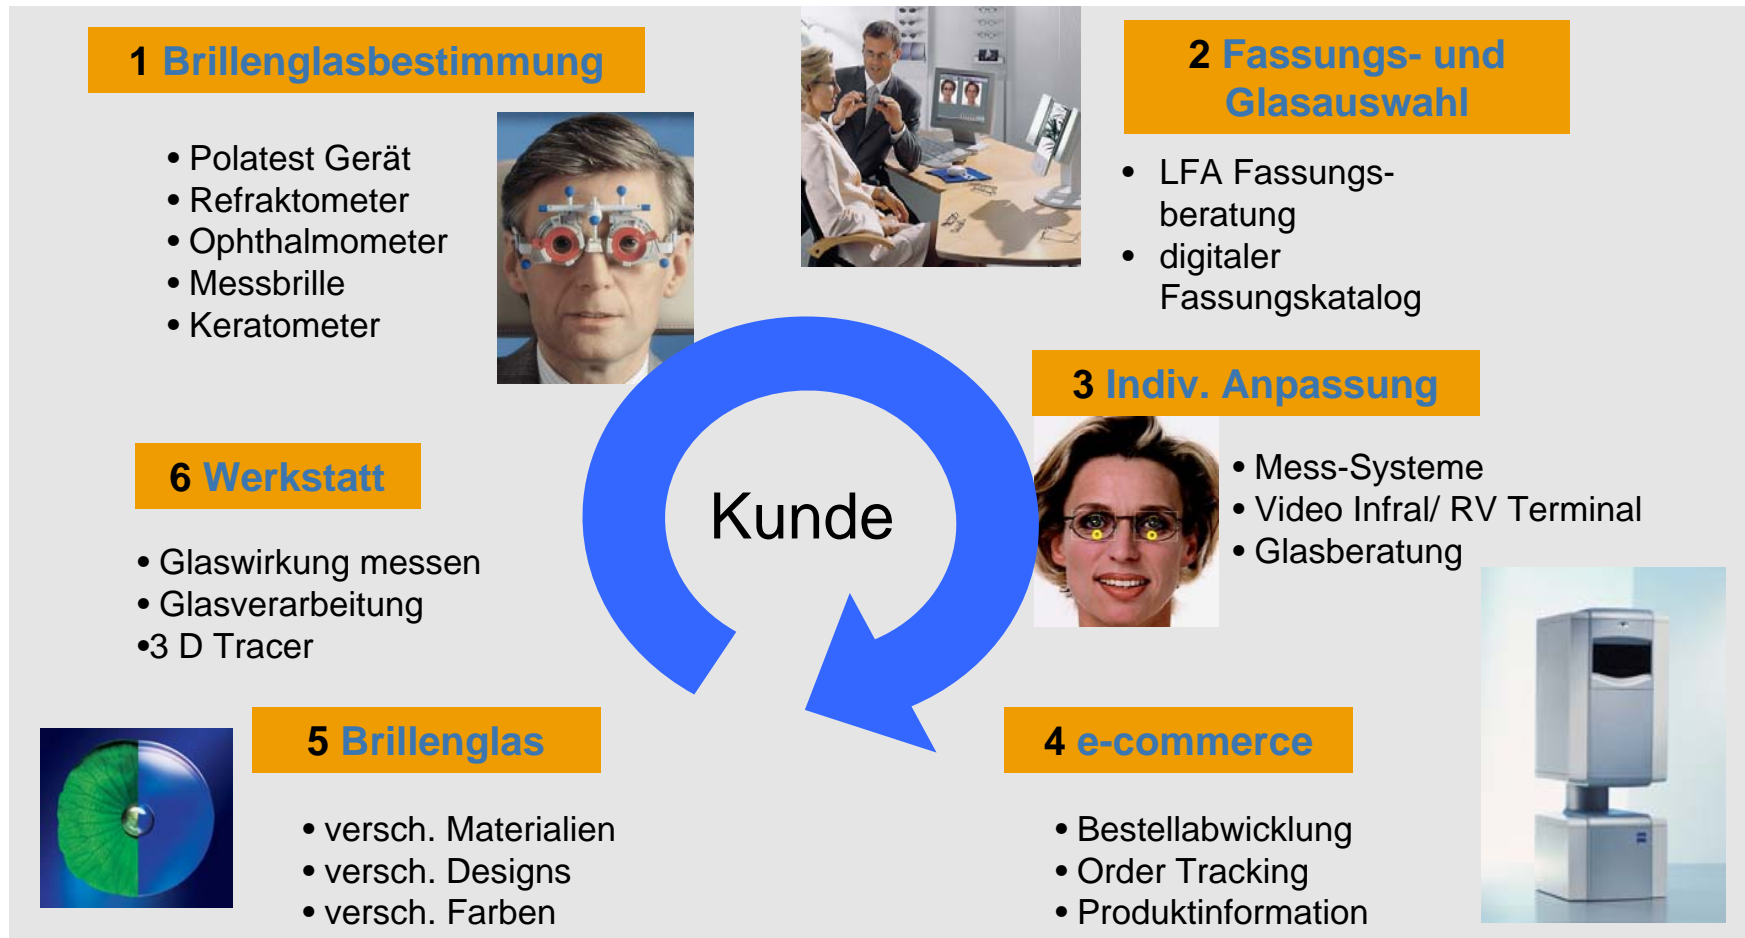 1 Brillenglasbestimmung
• Polatest Gerät
• Refraktometer
• Ophthalmometer
• Messbrille
• Keratometer
2 Fassungs- und
Glasauswahl
• LFA Fassungs-
beratung
• digitaler
Fassungskatalog
3 Indiv. Anpassung
• Mess-Systeme
• Video Infral/ RV Terminal
• Glasberatung
Kunde
4 e-commerce
• Bestellabwicklung
• Order Tracking
• Produktinformation
5 Brillenglas
• versch. Materialien
• versch. Designs
• versch. Farben
6 Werkstatt
• Glaswirkung messen
• Glasverarbeitung
•3 D Tracer